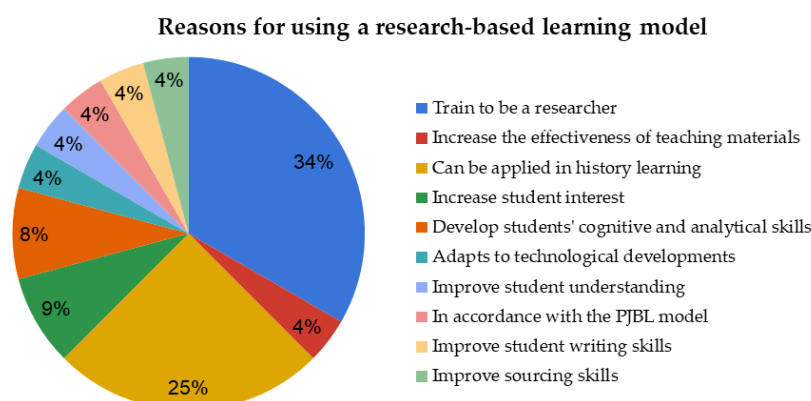 Reasons for using a research-based learning model
34%
4%
25%
9%
8%
4%
4%
4%
4%
4%
Train to be a researcher
Increase the effectiveness of teaching materials
Can be applied in history learning
Increase student interest
Develop students' cognitive and analytical skills
Adapts to technological developments
Improve student understanding
In accordance with the PJBL model
Improve student writing skills
Improve sourcing skills